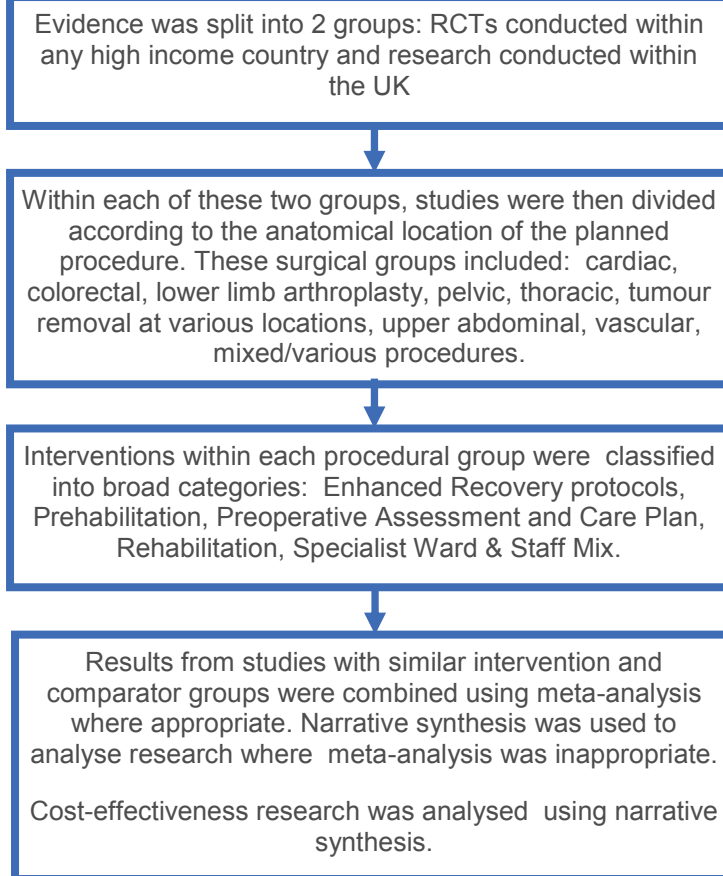 Evidence was split into 2 groups: RCTs conducted within
any high income country and research conducted within
the UK
Within each of these two groups, studies were then divided
according to the anatomical location of the planned
procedure. These surgical groups included: cardiac,
colorectal, lower limb arthroplasty, pelvic, thoracic, tumour
removal at various locations, upper abdominal, vascular,
mixed/various procedures.
Interventions within each procedural group were classified
into broad categories: Enhanced Recovery protocols,
Prehabilitation, Preoperative Assessment and Care Plan,
Rehabilitation, Specialist Ward & Staff Mix.
Results from studies with similar intervention and
comparator groups were combined using meta-analysis
where appropriate. Narrative synthesis was used to
analyse research where meta-analysis was inappropriate.
Cost-effectiveness research was analysed using narrative
synthesis.